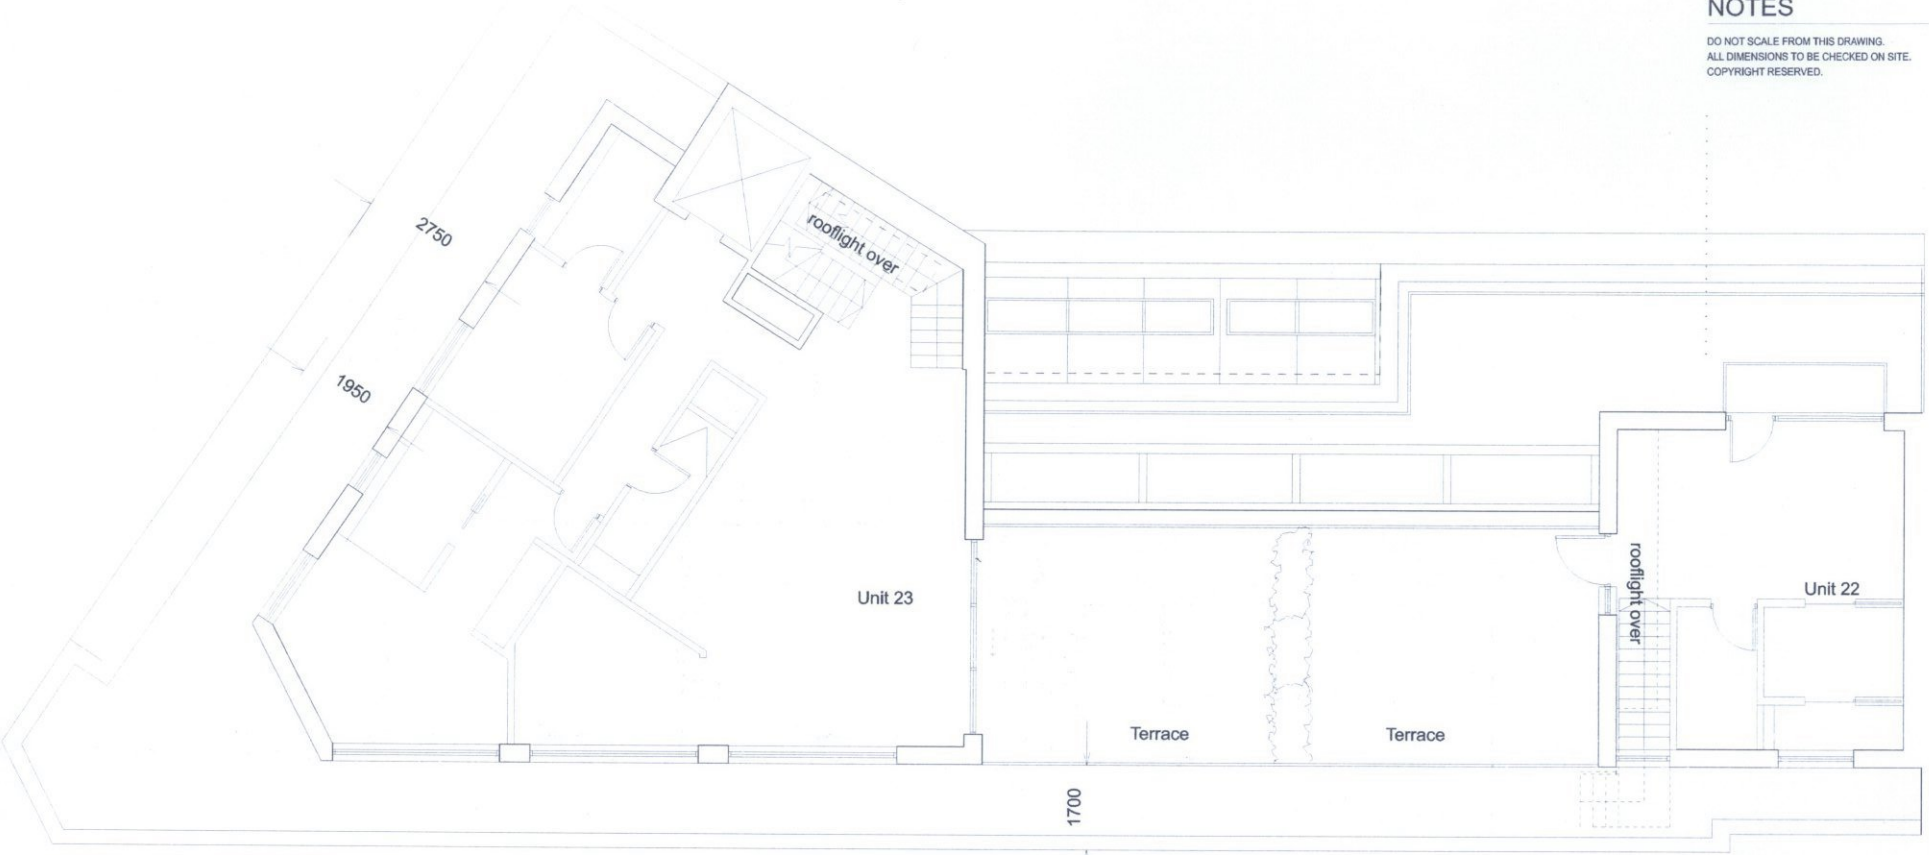 NOTES
DO NOT SCALE FROM THIS DRAWING.
ALL DIMENSIONS TO BE CHECKED ON SITE.
COPYRIGHT RESERVED.
2750
rooflight over
1950
Unit 23
rooflight over
Unit 22
Terrace
Terrace
1700